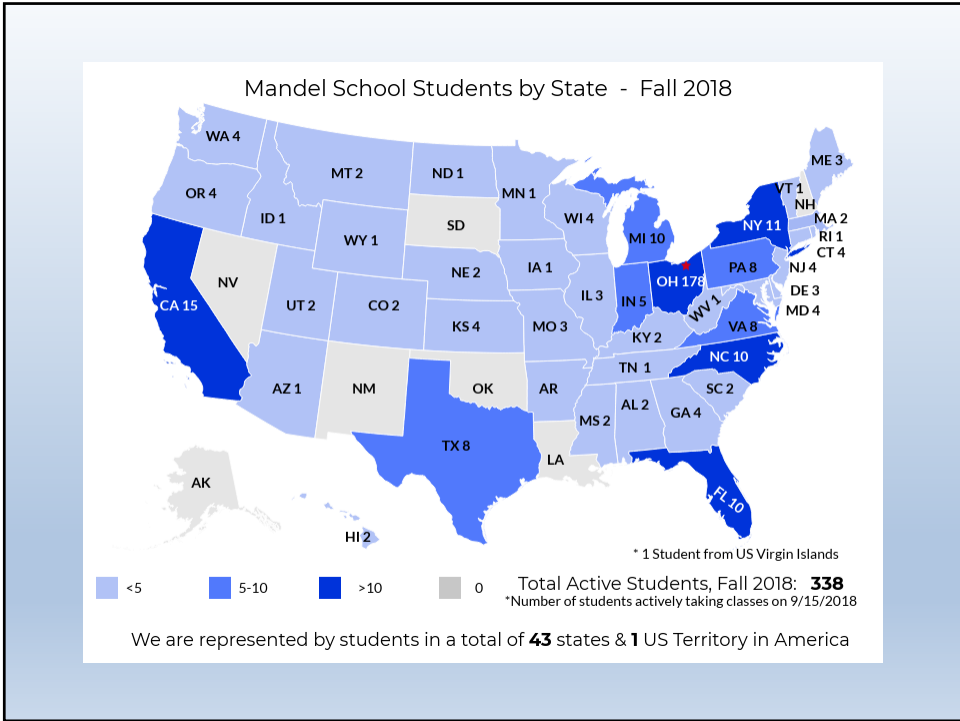 Mandel School Students by State - Fall 2018
WA 4
MT 2
ND 1
MN 1
ME 3
OR 4
ID 1
WY 1
SD
WI 4
MI 10
VT 1
NH
NY 11
MA 2
RI 1
CT 4
NV
UT 2
CO 2
NE 2
IA 1
IL 3
IN 5
OH 178
PA 8
NJ 4
DE 3
MD 4
CA 15
KS 4
MO 3
KY 2
WV 1
VA 8
AZ 1
NM
OK
AR
TN 1
NC 10
SC 2
MS 2
AL 2
GA 4
TX 8
LA
FL 10
AK
HI 2
* 1 Student from US Virgin Islands
<5
5-10
>10
0
Total Active Students, Fall 2018: 338
*Number of students actively taking classes on 9/15/2018
We are represented by students in a total of 43 states & 1 US Territory in America